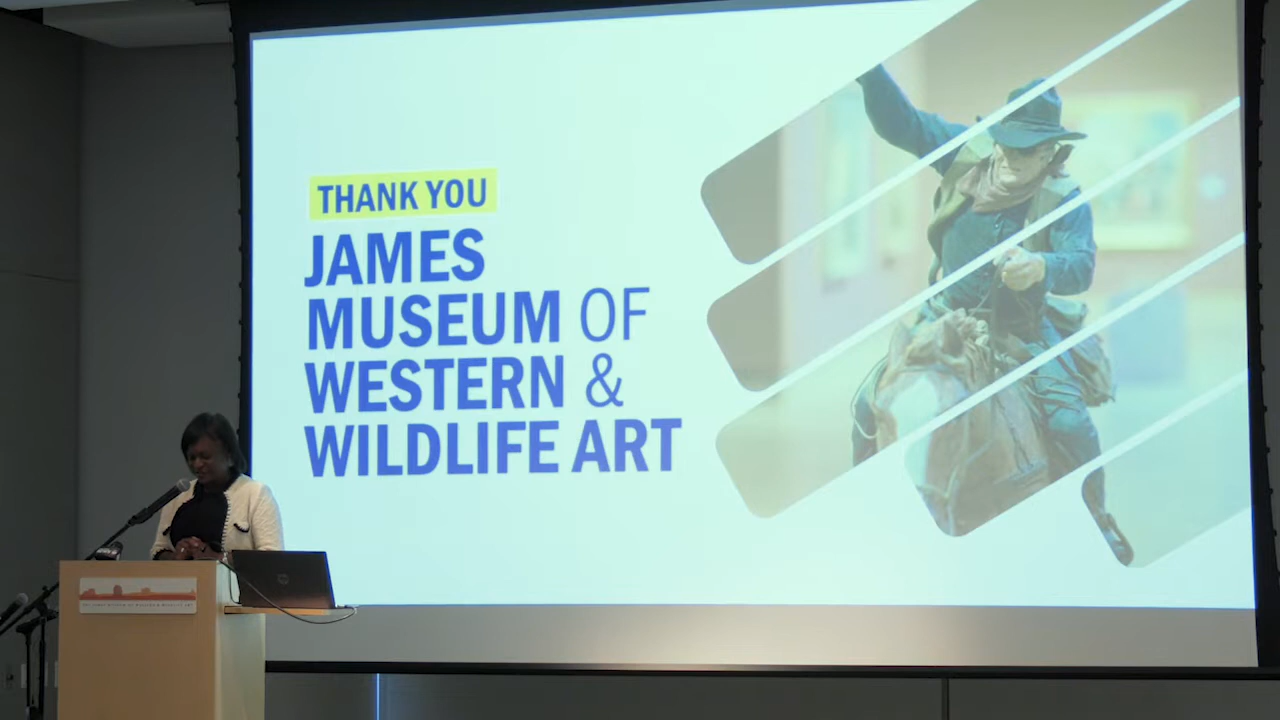 THANK YOU
JAMES
MUSEUM OF
WESTERN &
WILDLIFE ART